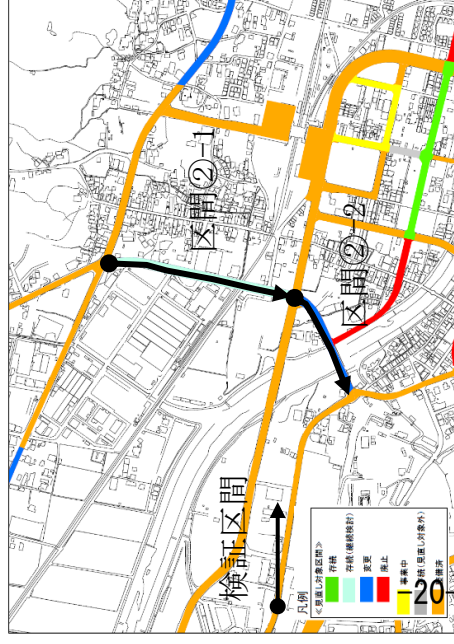 区間②-1
区間②-2
検証区間
凡例
≪見直し対象区間≫
存続
存続(継続検討)
変更
廃止
事業中
存続(見直し対象外)
整備済
-20-